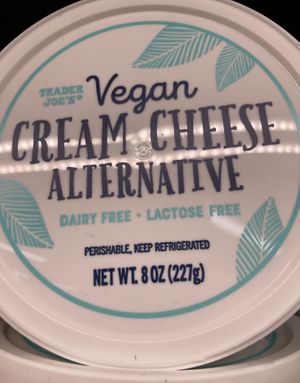 TRADER JOE'S®
Vegan
CREAM CHEESE
ALTERNATIVE
DAIRY FREE • LACTOSE FREE
PERISHABLE, KEEP REFRIGERATED
NET WT. 8 OZ (227g)